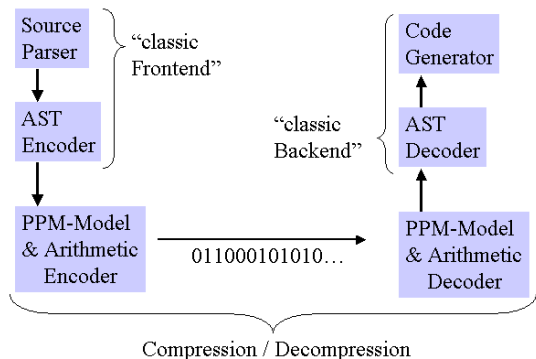 Source
Parser
“classic
Frontend”
AST
Encoder
PPM-Model
& Arithmetic
Encoder
011000101010…
Code
Generator
“classic
Backend”
AST
Decoder
PPM-Model
& Arithmetic
Decoder
Compression / Decompression